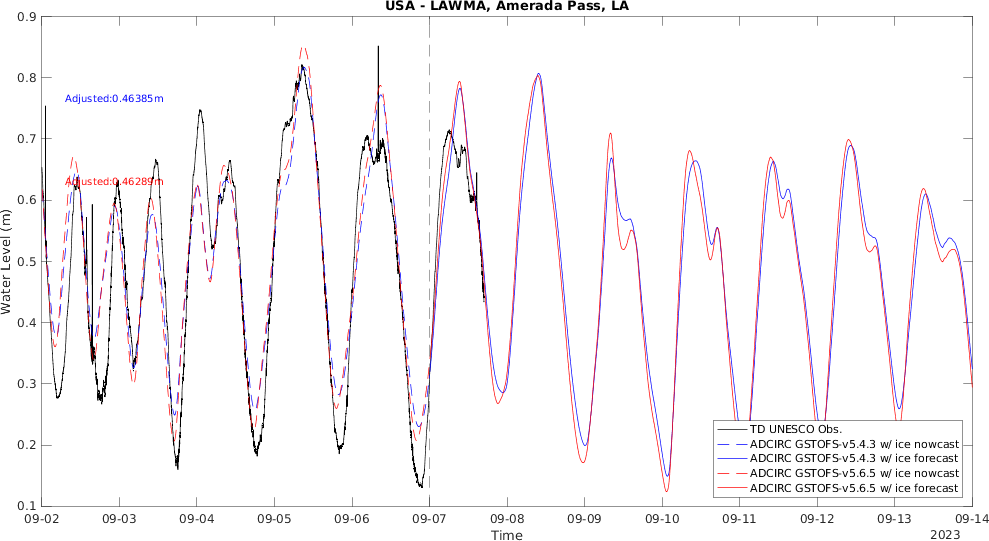 USA - LAWMA, Amerada Pass, LA
0.9
0.8
0.7
0.6
0.5
0.4
0.3
0.2
0.1
Water Level (m)
Adjusted:0.46385m
Adjusted:0.46289m
TD UNESCO Obs.
ADCIRC GSTOFS-v5.4.3 w/ ice nowcast
ADCIRC GSTOFS-v5.4.3 w/ ice forecast
ADCIRC GSTOFS-v5.6.5 w/ ice nowcast
ADCIRC GSTOFS-v5.6.5 w/ ice forecast
09-02 09-03 09-04 09-05 09-06 09-07 09-08 09-09 09-10 09-11 09-12 09-13 09-14
Time
2023